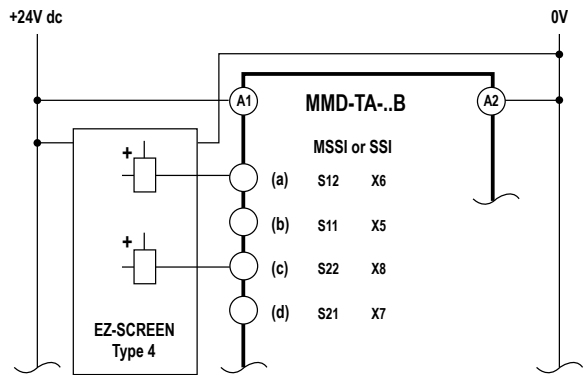 +24V dc
0V
A1
MMD-TA-..B
A2
MSSI or SSI
+
(a) S12 X6
(b) S11 X5
+
(c) S22 X8
(d) S21 X7
EZ-SCREEN
Type 4